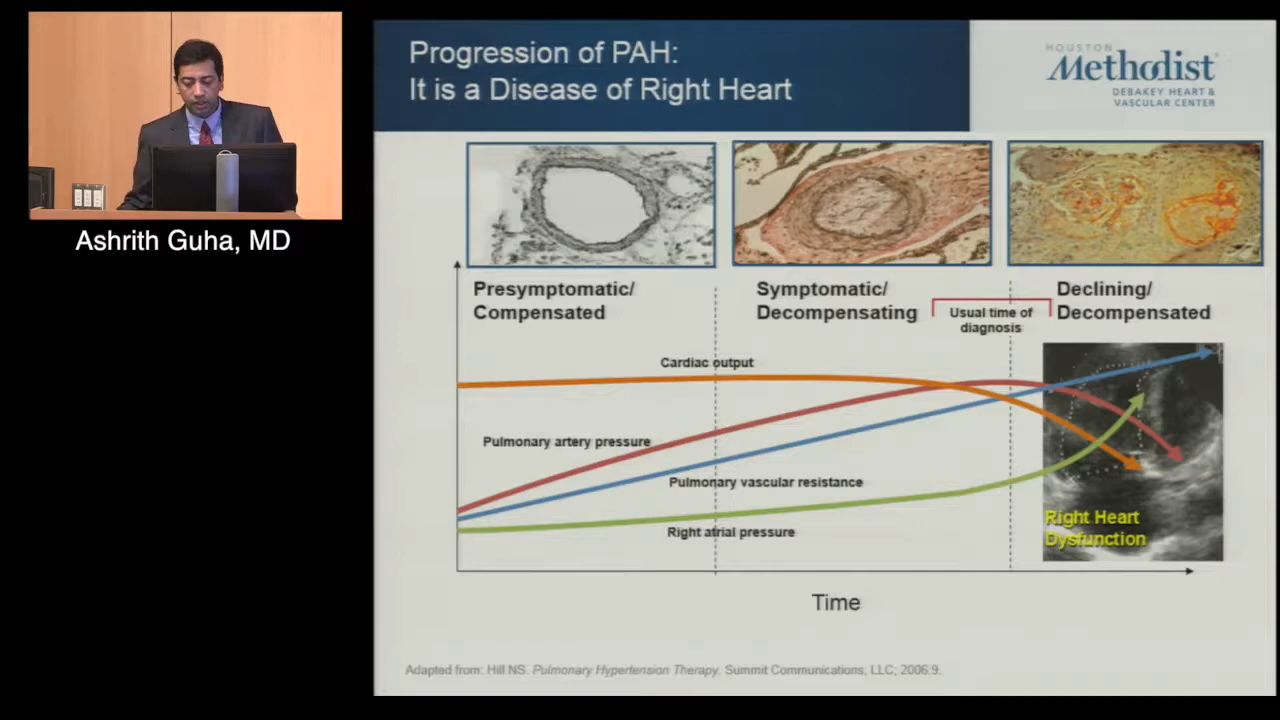 Ashrith Guha, MD
Progression of PAH:
It is a Disease of Right Heart
HOUSTON
Methodist
DEBAKEY HEART &
VASCULAR CENTER
Presymptomatic/
Compensated
Symptomatic/
Decompensating
Usual time of
diagnosis
Declining/
Decompensated
Cardiac output
Pulmonary artery pressure
Pulmonary vascular resistance
Right atrial pressure
Right Heart
Dysfunction
Time
Adapted from: Hill NS. Pulmonary Hypertension Therapy. Summit Communications, LLC; 2006:9.